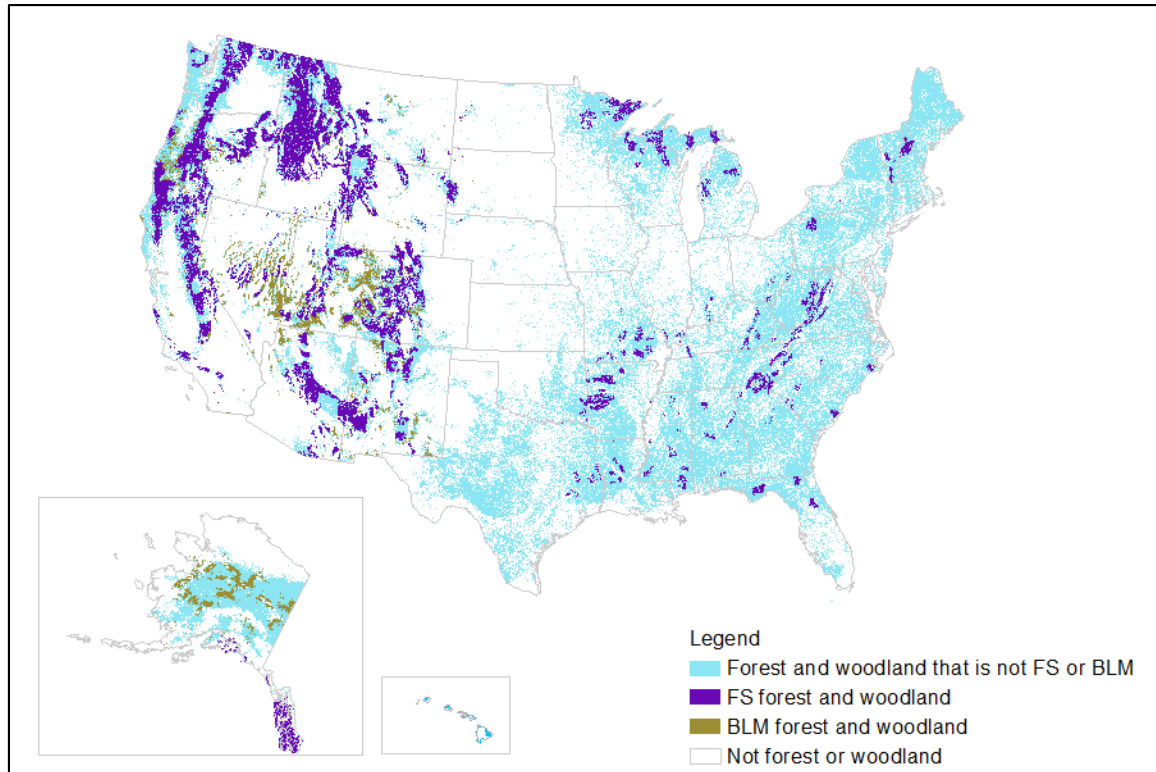 Legend
Forest and woodland that is not FS or BLM
FS forest and woodland
BLM forest and woodland
Not forest or woodland